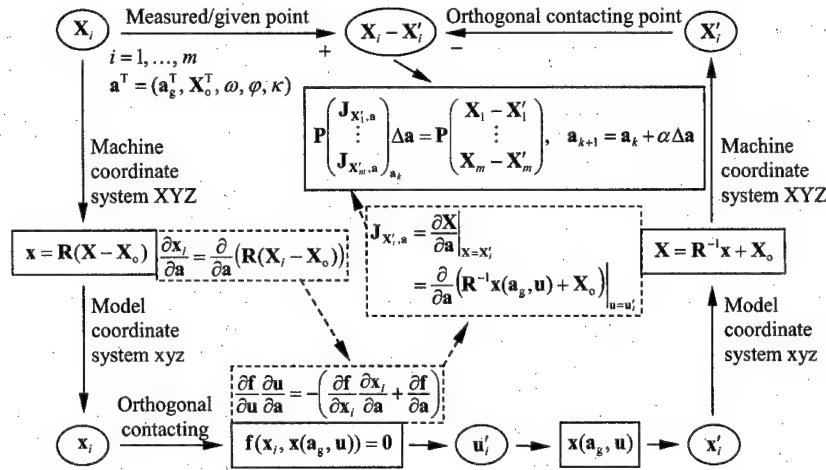 X_i
Measured/given point
+
X_i − X'_i
−
Orthogonal contacting point
X'_i
i = 1, ..., m
a^T = (a_g^T, X_o^T, ω, φ, κ)
P(J_{X'_1,a} ⋮ J_{X'_m,a})_{a_k} Δa = P(X_1 − X'_1 ⋮ X_m − X'_m), a_{k+1} = a_k + αΔa
Machine
coordinate
system XYZ
Machine
coordinate
system XYZ
x = R(X − X_o)
∂x_i/∂a = ∂/∂a (R(X_i − X_o))
J_{X'_i,a} = ∂X/∂a |_{X=X'_i}
= ∂/∂a (R^{-1}x(a_g, u) + X_o)|_{u=u'_i}
X = R^{-1}x + X_o
Model
coordinate
system xyz
Model
coordinate
system xyz
∂f/∂u ∂u/∂a = −(∂f/∂x_i ∂x_i/∂a + ∂f/∂a)
x_i
Orthogonal
contacting
f(x_i, x(a_g, u)) = 0
u'_i
x(a_g, u)
x'_i